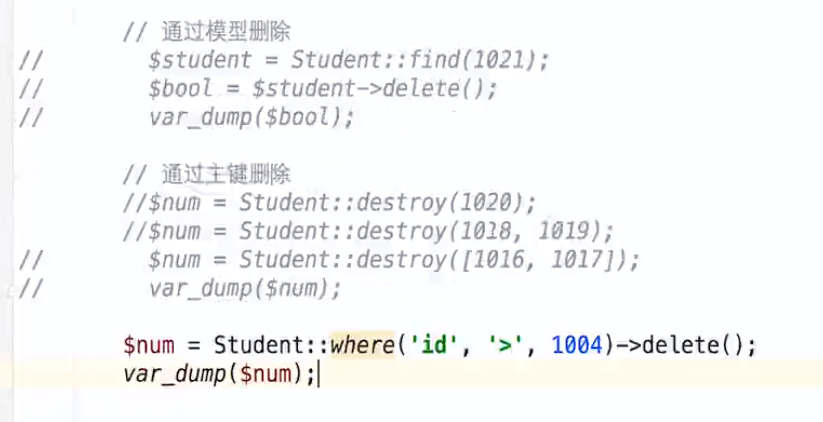 // 通过模型删除
//        $student = Student::find(1021);
//        $bool = $student->delete();
//        var_dump($bool);
// 通过主键删除
//$num = Student::destroy(1020);
//$num = Student::destroy(1018, 1019);
//        $num = Student::destroy([1016, 1017]);
//        var_dump($num);
$num = Student::where('id', '>', 1004)->delete();
var_dump($num);